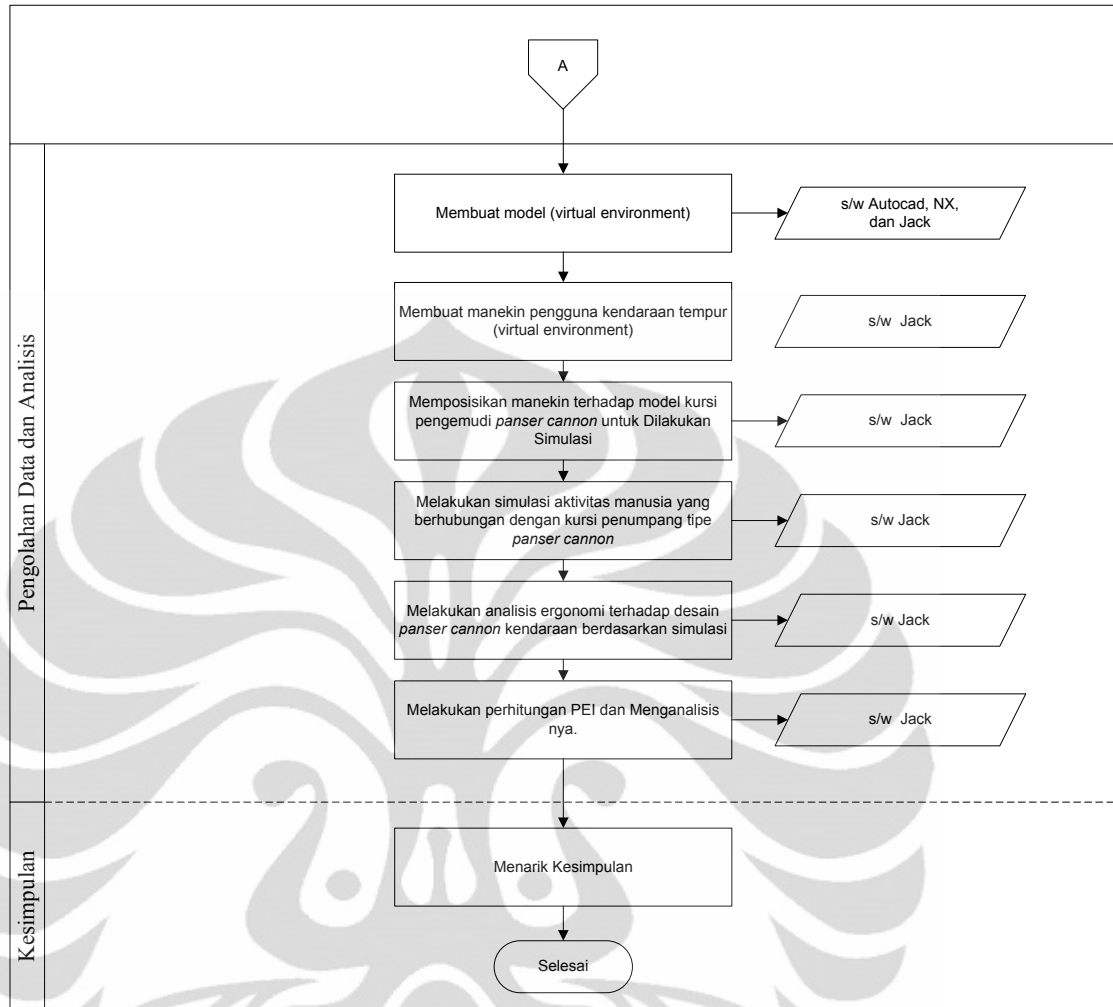 A
Pengolahan Data dan Analisis
Membuat model (virtual environment)
s/w Autocad, NX,
dan Jack
Membuat manekin pengguna kendaraan tempur
(virtual environment)
s/w Jack
Memposisikan manekin terhadap model kursi
pengemudi panser cannon untuk Dilakukan
Simulasi
s/w Jack
Melakukan simulasi aktivitas manusia yang
berhubungan dengan kursi penumpang tipe
panser cannon
s/w Jack
Melakukan analisis ergonomi terhadap desain
panser cannon kendaraan berdasarkan simulasi
s/w Jack
Melakukan perhitungan PEI dan Menganalisis
nya.
s/w Jack
Kesimpulan
Menarik Kesimpulan
Selesai